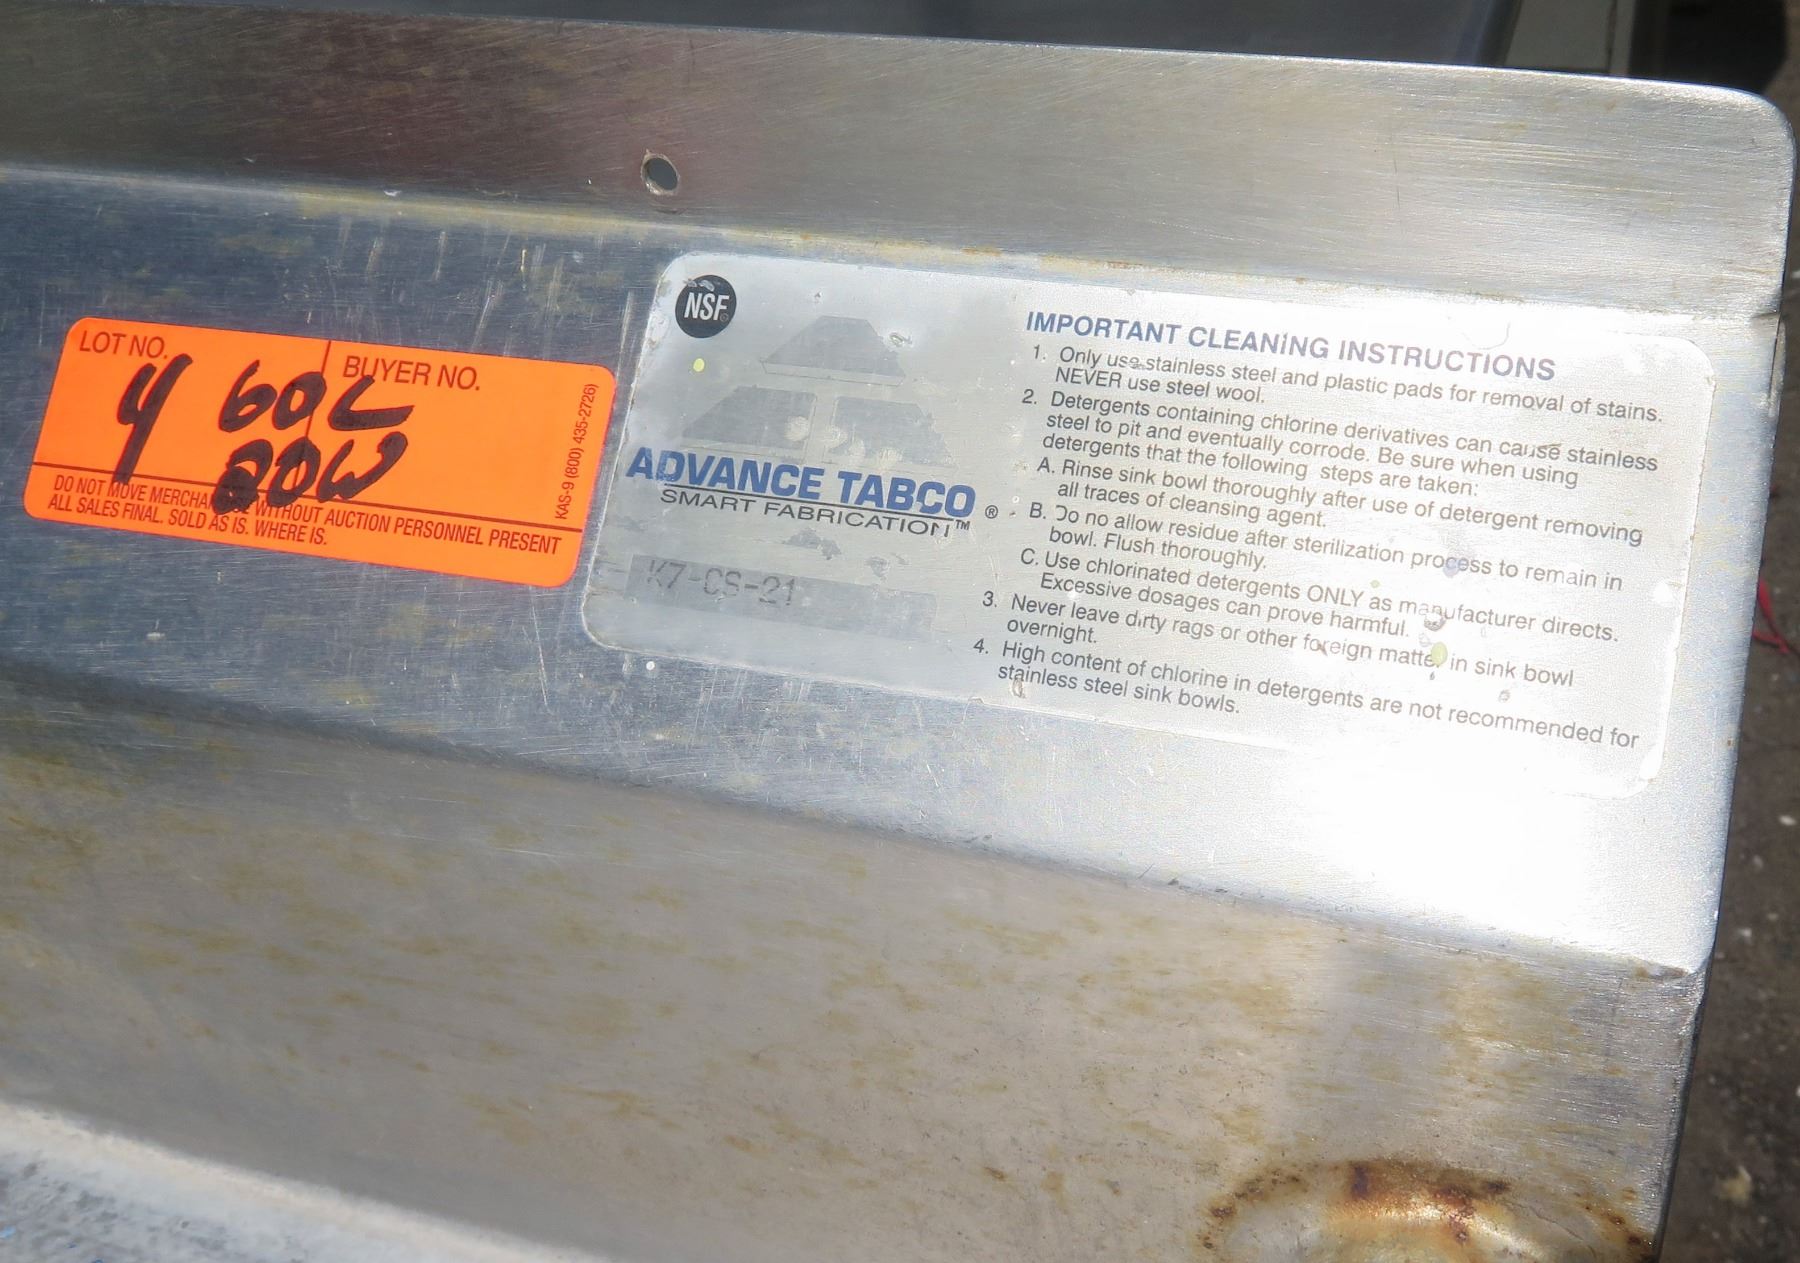 LOT NO.
BUYER NO.
4
60L
20W
DO NOT MOVE MERCHANDISE WITHOUT AUCTION PERSONNEL PRESENT
ALL SALES FINAL. SOLD AS IS. WHERE IS.
KAS-9 (800) 435-2726)
NSF
ADVANCE TABCO ®
SMART FABRICATION™
K7-CS-21
IMPORTANT CLEANING INSTRUCTIONS
1. Only use stainless steel and plastic pads for removal of stains.
NEVER use steel wool.
2. Detergents containing chlorine derivatives can cause stainless
steel to pit and eventually corrode. Be sure when using
detergents that the following steps are taken:
A. Rinse sink bowl thoroughly after use of detergent removing
all traces of cleansing agent.
B. Do no allow residue after sterilization process to remain in
bowl. Flush thoroughly.
C. Use chlorinated detergents ONLY as manufacturer directs.
Excessive dosages can prove harmful.
3. Never leave dirty rags or other foreign matter in sink bowl
overnight.
4. High content of chlorine in detergents are not recommended for
stainless steel sink bowls.